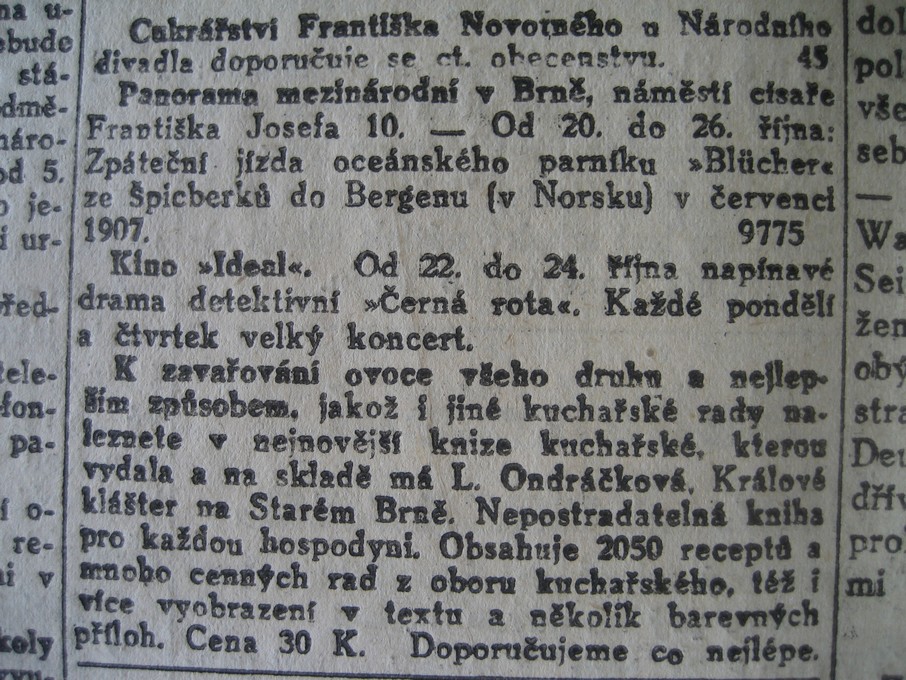 Cukrářství Františka Novotného u Národního
divadla doporučuje se ct. obecenstvu. 45
Panorama mezinárodní v Brně, náměstí císaře
Františka Josefa 10. — Od 20. do 26. října:
Zpáteční jízda oceánského parníku »Blücher«
ze Špicberků do Bergenu (v Norsku) v červenci
1907. 9775
Kino »Ideal«. Od 22. do 24. října napínavé
drama detektivní »Černá rota«. Každé pondělí
a čtvrtek velký koncert.
K zavařování ovoce všeho druhu a nejlep-
ším způsobem, jakož i jiné kuchařské rady na-
leznete v nejnovější knize kuchařské, kterou
vydala a na skladě má L. Ondráčková, Králové
klášter na Starém Brně. Nepostradatelná kniha
pro každou hospodyni. Obsahuje 2050 receptů a
mnoho cenných rad z oboru kuchařského, též i
více vyobrazení v textu a několik barevných
příloh. Cena 30 K. Doporučujeme co nejlépe.